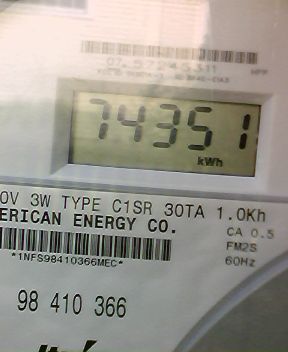 74351
kWh
0V 3W TYPE C1SR 30TA 1.0Kh
ERICAN ENERGY CO.
CA 0.5
FM2S
*1NFS98410366MEC*
60Hz
98 410 366